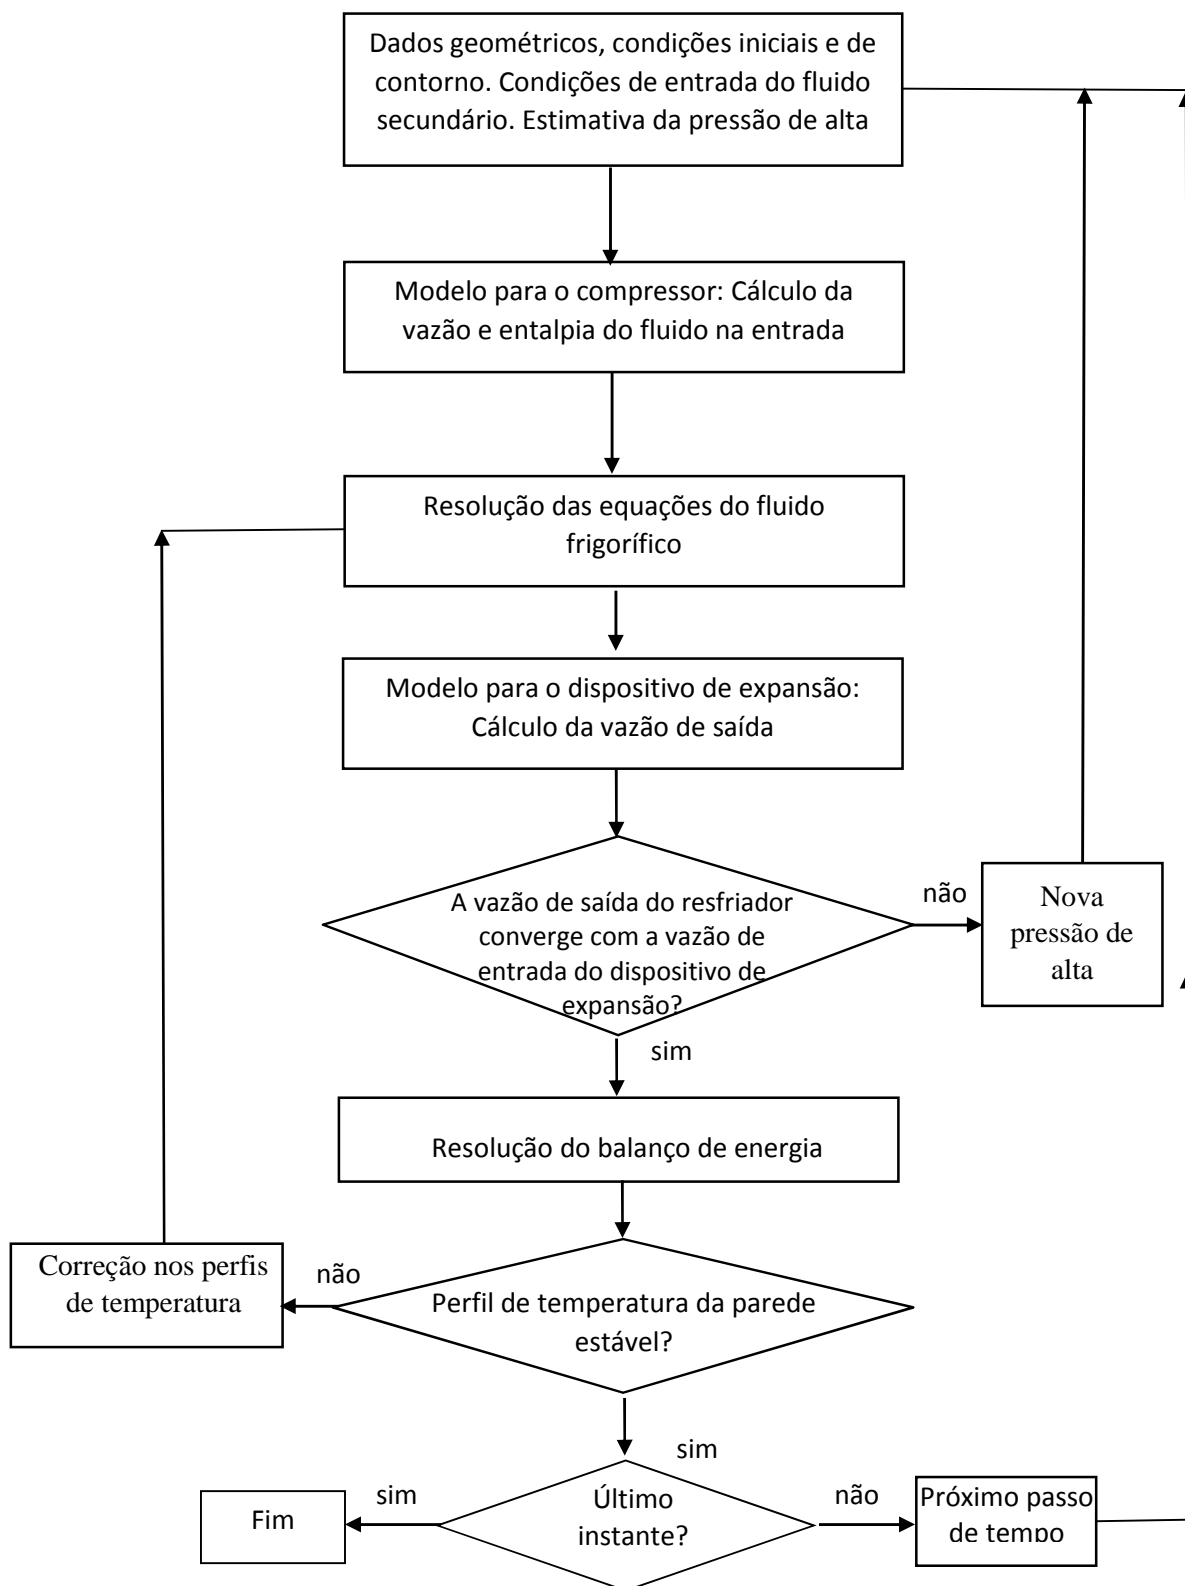 Dados geométricos, condições iniciais e de
contorno. Condições de entrada do fluido
secundário. Estimativa da pressão de alta
Modelo para o compressor: Cálculo da
vazão e entalpia do fluido na entrada
Resolução das equações do fluido
frigorífico
Modelo para o dispositivo de expansão:
Cálculo da vazão de saída
A vazão de saída do resfriador
converge com a vazão de
entrada do dispositivo de
expansão?
não
Nova
pressão de
alta
sim
Resolução do balanço de energia
Correção nos perfis
de temperatura
não
Perfil de temperatura da parede
estável?
sim
Fim
sim
Último
instante?
não
Próximo passo
de tempo